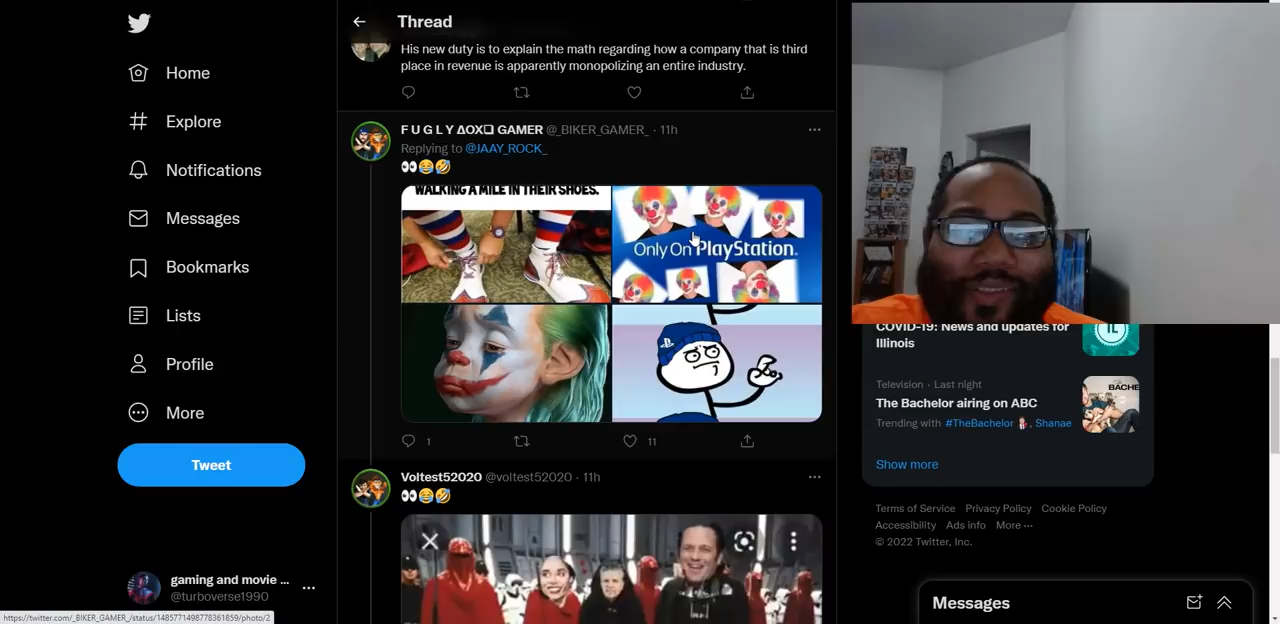 Thread
Home
Explore
Notifications
Messages
Bookmarks
Lists
Profile
More
Tweet
gaming and movie ...
@turboverse1990
https://twitter.com/_BIKER_GAMER_/status/1485771498778361859/photo/2
His new duty is to explain the math regarding how a company that is third
place in revenue is apparently monopolizing an entire industry.
F U G L Y ΔOX❏ GAMER @_BIKER_GAMER_ · 11h
Replying to @JAAY_ROCK_
👀😂🤣
WALKING A MILE IN THEIR SHOES.
Only On PlayStation.
1
11
Voltest52020 @voltest52020 · 11h
👀😂🤣
COVID-19: News and updates for
Illinois
IL
Television · Last night
The Bachelor airing on ABC
Trending with #TheBachelor 🌹, Shanae
BACHE
Show more
Terms of Service Privacy Policy Cookie Policy
Accessibility Ads info More ...
© 2022 Twitter, Inc.
Messages